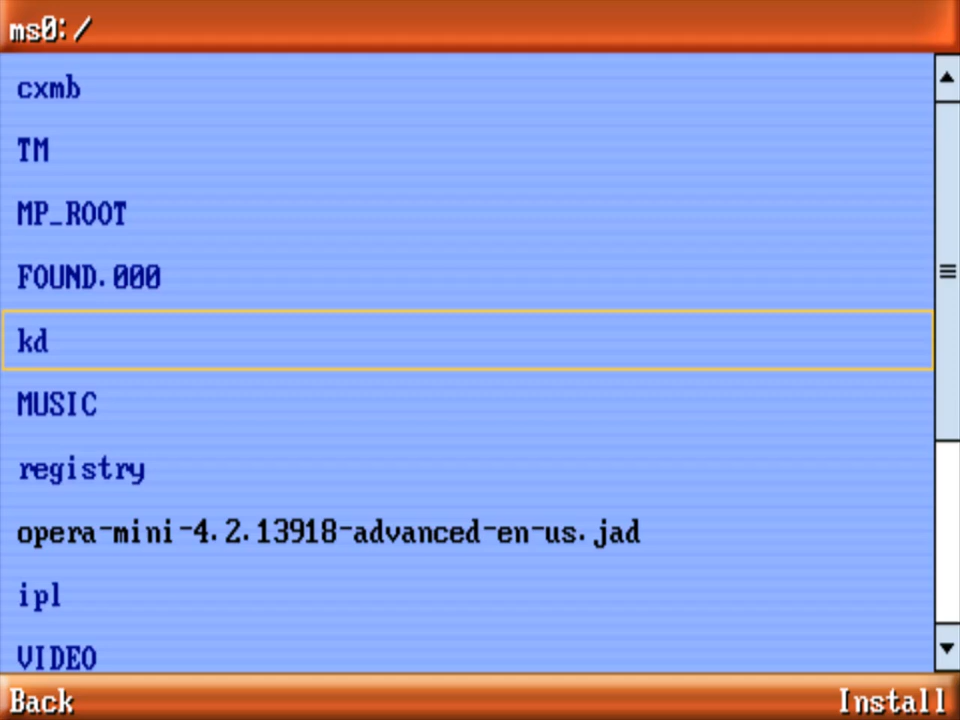 ms0:/
cxmb
TM
MP_ROOT
FOUND.000
kd
MUSIC
registry
opera-mini-4.2.13918-advanced-en-us.jad
ipl
VIDEO
Back
Install